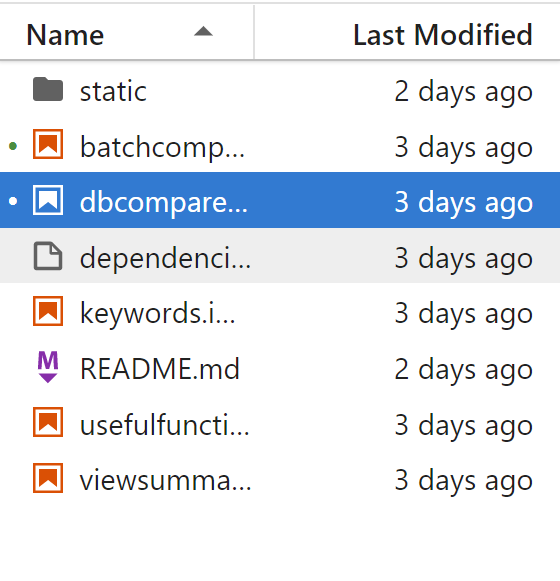 Name Last Modified
static 2 days ago
batchcomp... 3 days ago
dbcompare... 3 days ago
dependenci... 3 days ago
keywords.i... 3 days ago
M README.md 2 days ago
usefulfuncti... 3 days ago
viewsumma... 3 days ago